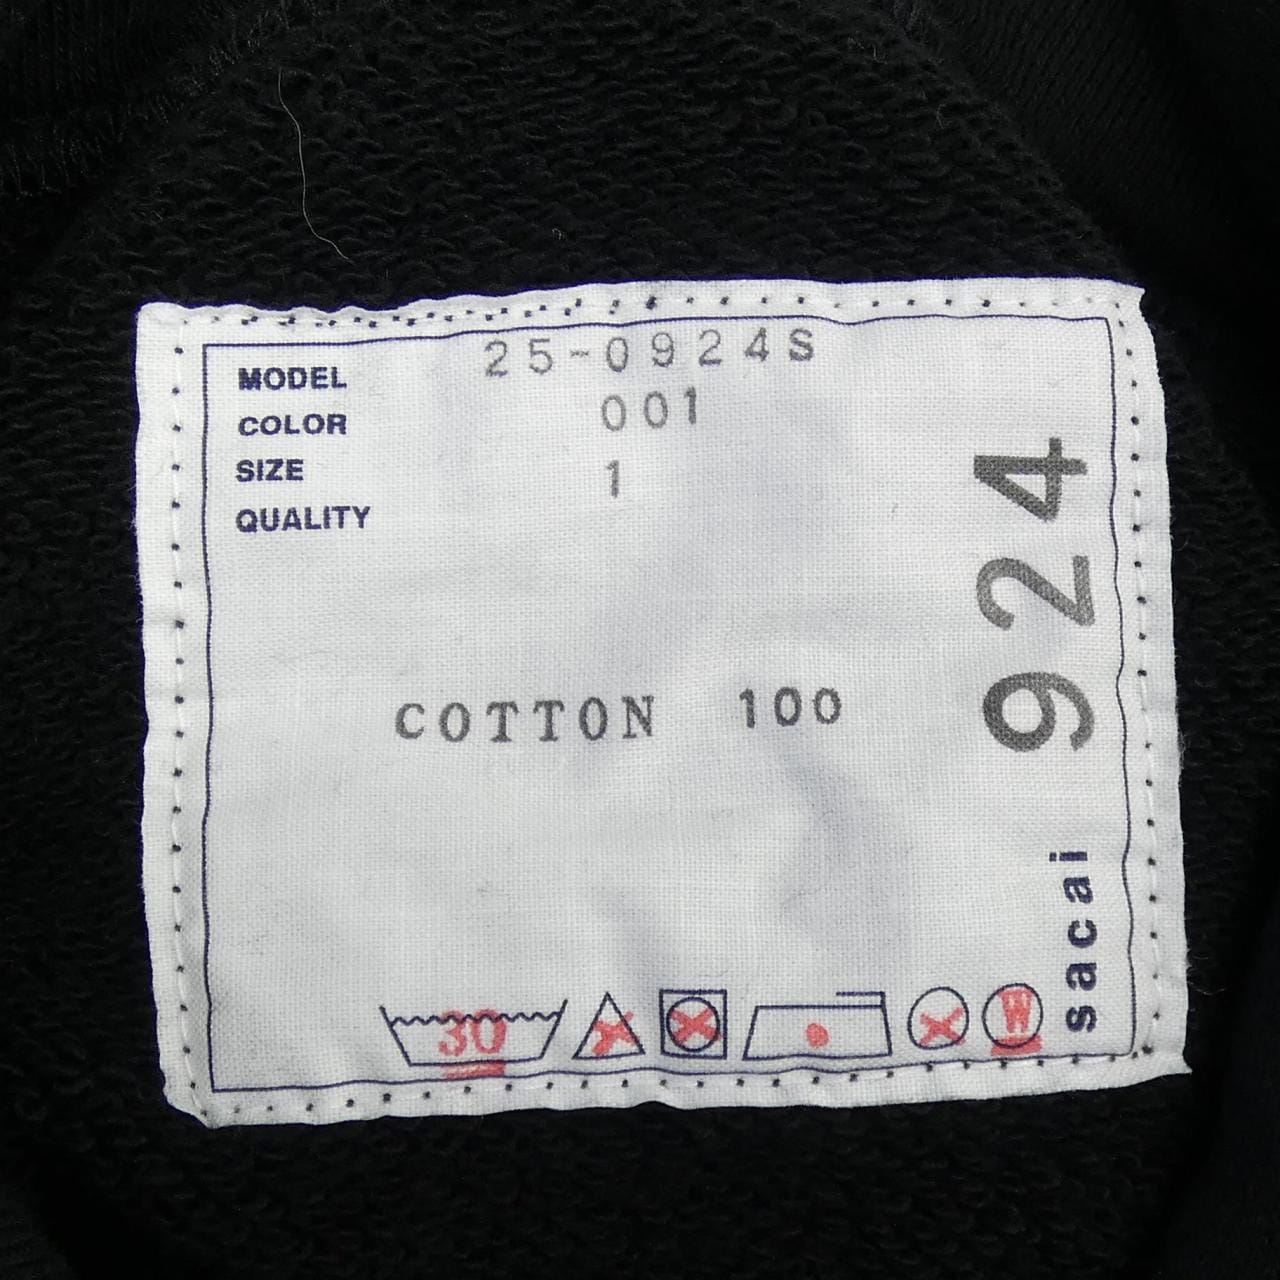 MODEL 25-0924S
COLOR 001
SIZE 1
QUALITY
COTTON 100
30
W
sacai 924